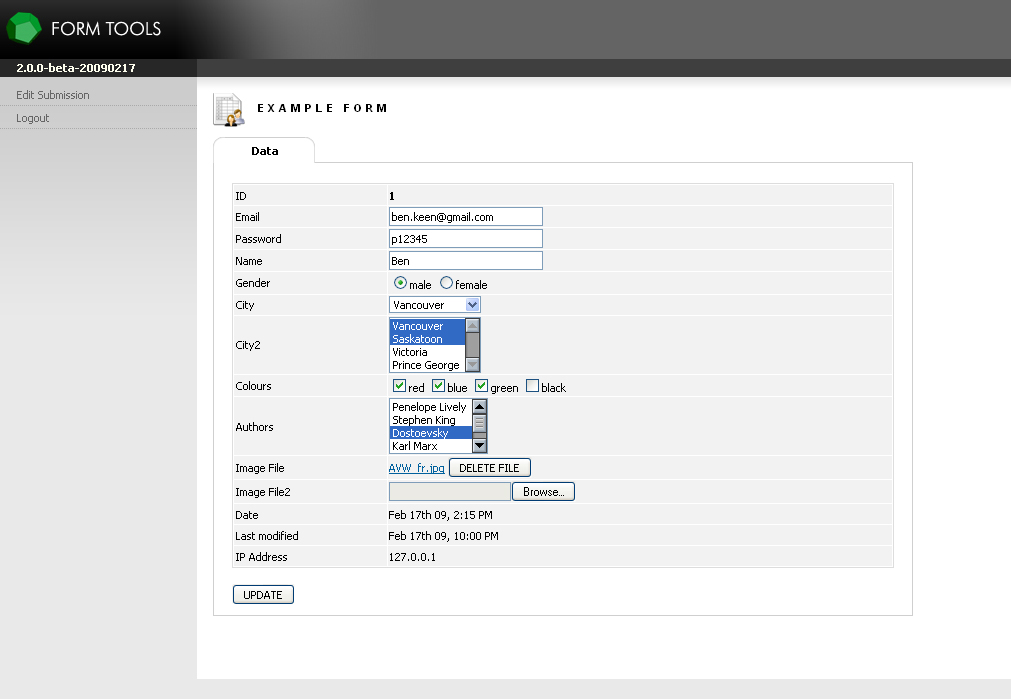 FORM TOOLS
2.0.0-beta-20090217
Edit Submission
Logout
EXAMPLE FORM
Data
ID 1
Email ben.keen@gmail.com
Password p12345
Name Ben
Gender male female
City Vancouver
City2 Vancouver
Saskatoon
Victoria
Prince George
Colours red blue green black
Authors Penelope Lively
Stephen King
Dostoevsky
Karl Marx
Image File AVW_fr.jpg DELETE FILE
Image File2 Browse...
Date Feb 17th 09, 2:15 PM
Last modified Feb 17th 09, 10:00 PM
IP Address 127.0.0.1
UPDATE